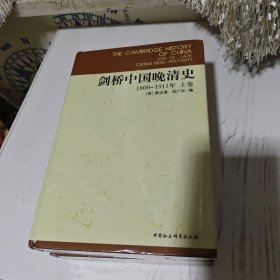 THE CAMBRIDGE HISTORY
OF CHINA
剑桥中国晚清史
1800-1911年 上卷
[美]费正清 刘广京/编
中国社会科学出版社